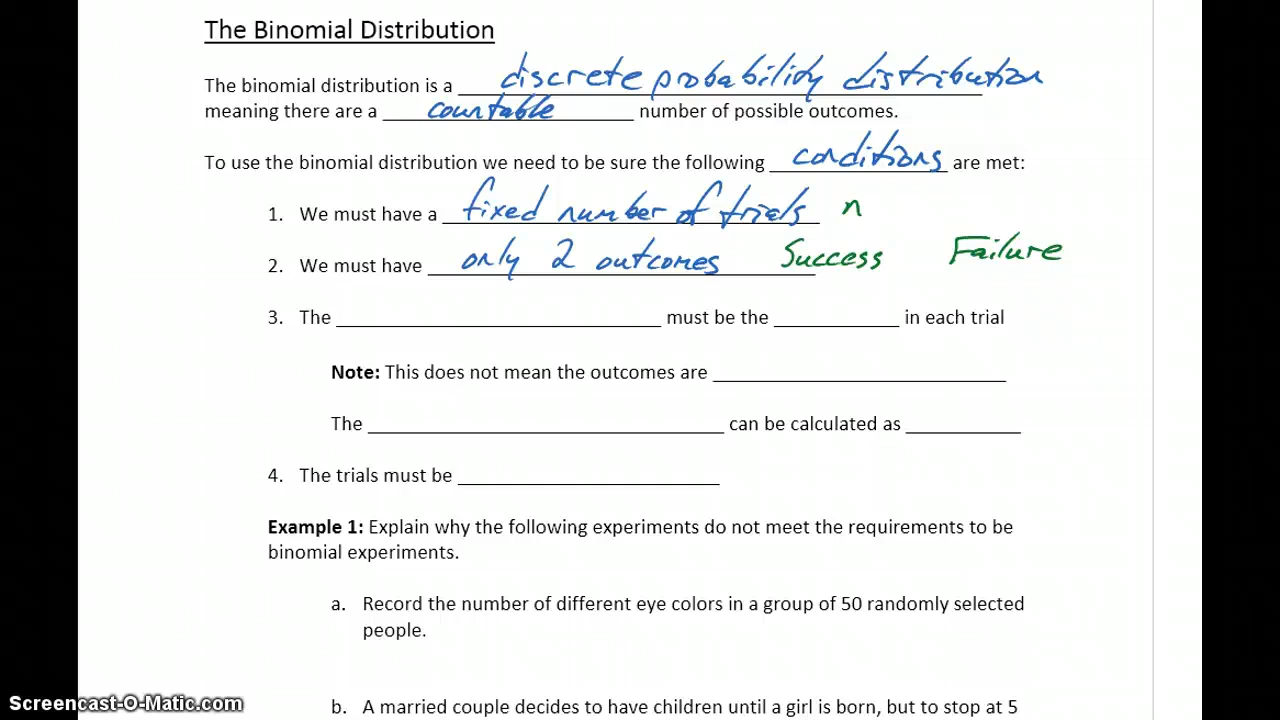 The Binomial Distribution
The binomial distribution is a discrete probability distribution
meaning there are a countable number of possible outcomes.
To use the binomial distribution we need to be sure the following conditions are met:
1. We must have a fixed number of trials n
2. We must have only 2 outcomes Success Failure
3. The ______ must be the ______ in each trial
Note: This does not mean the outcomes are ______
The ______ can be calculated as ______
4. The trials must be ______
Example 1: Explain why the following experiments do not meet the requirements to be
binomial experiments.
a. Record the number of different eye colors in a group of 50 randomly selected
people.
b. A married couple decides to have children until a girl is born, but to stop at 5
Screencast-O-Matic.com